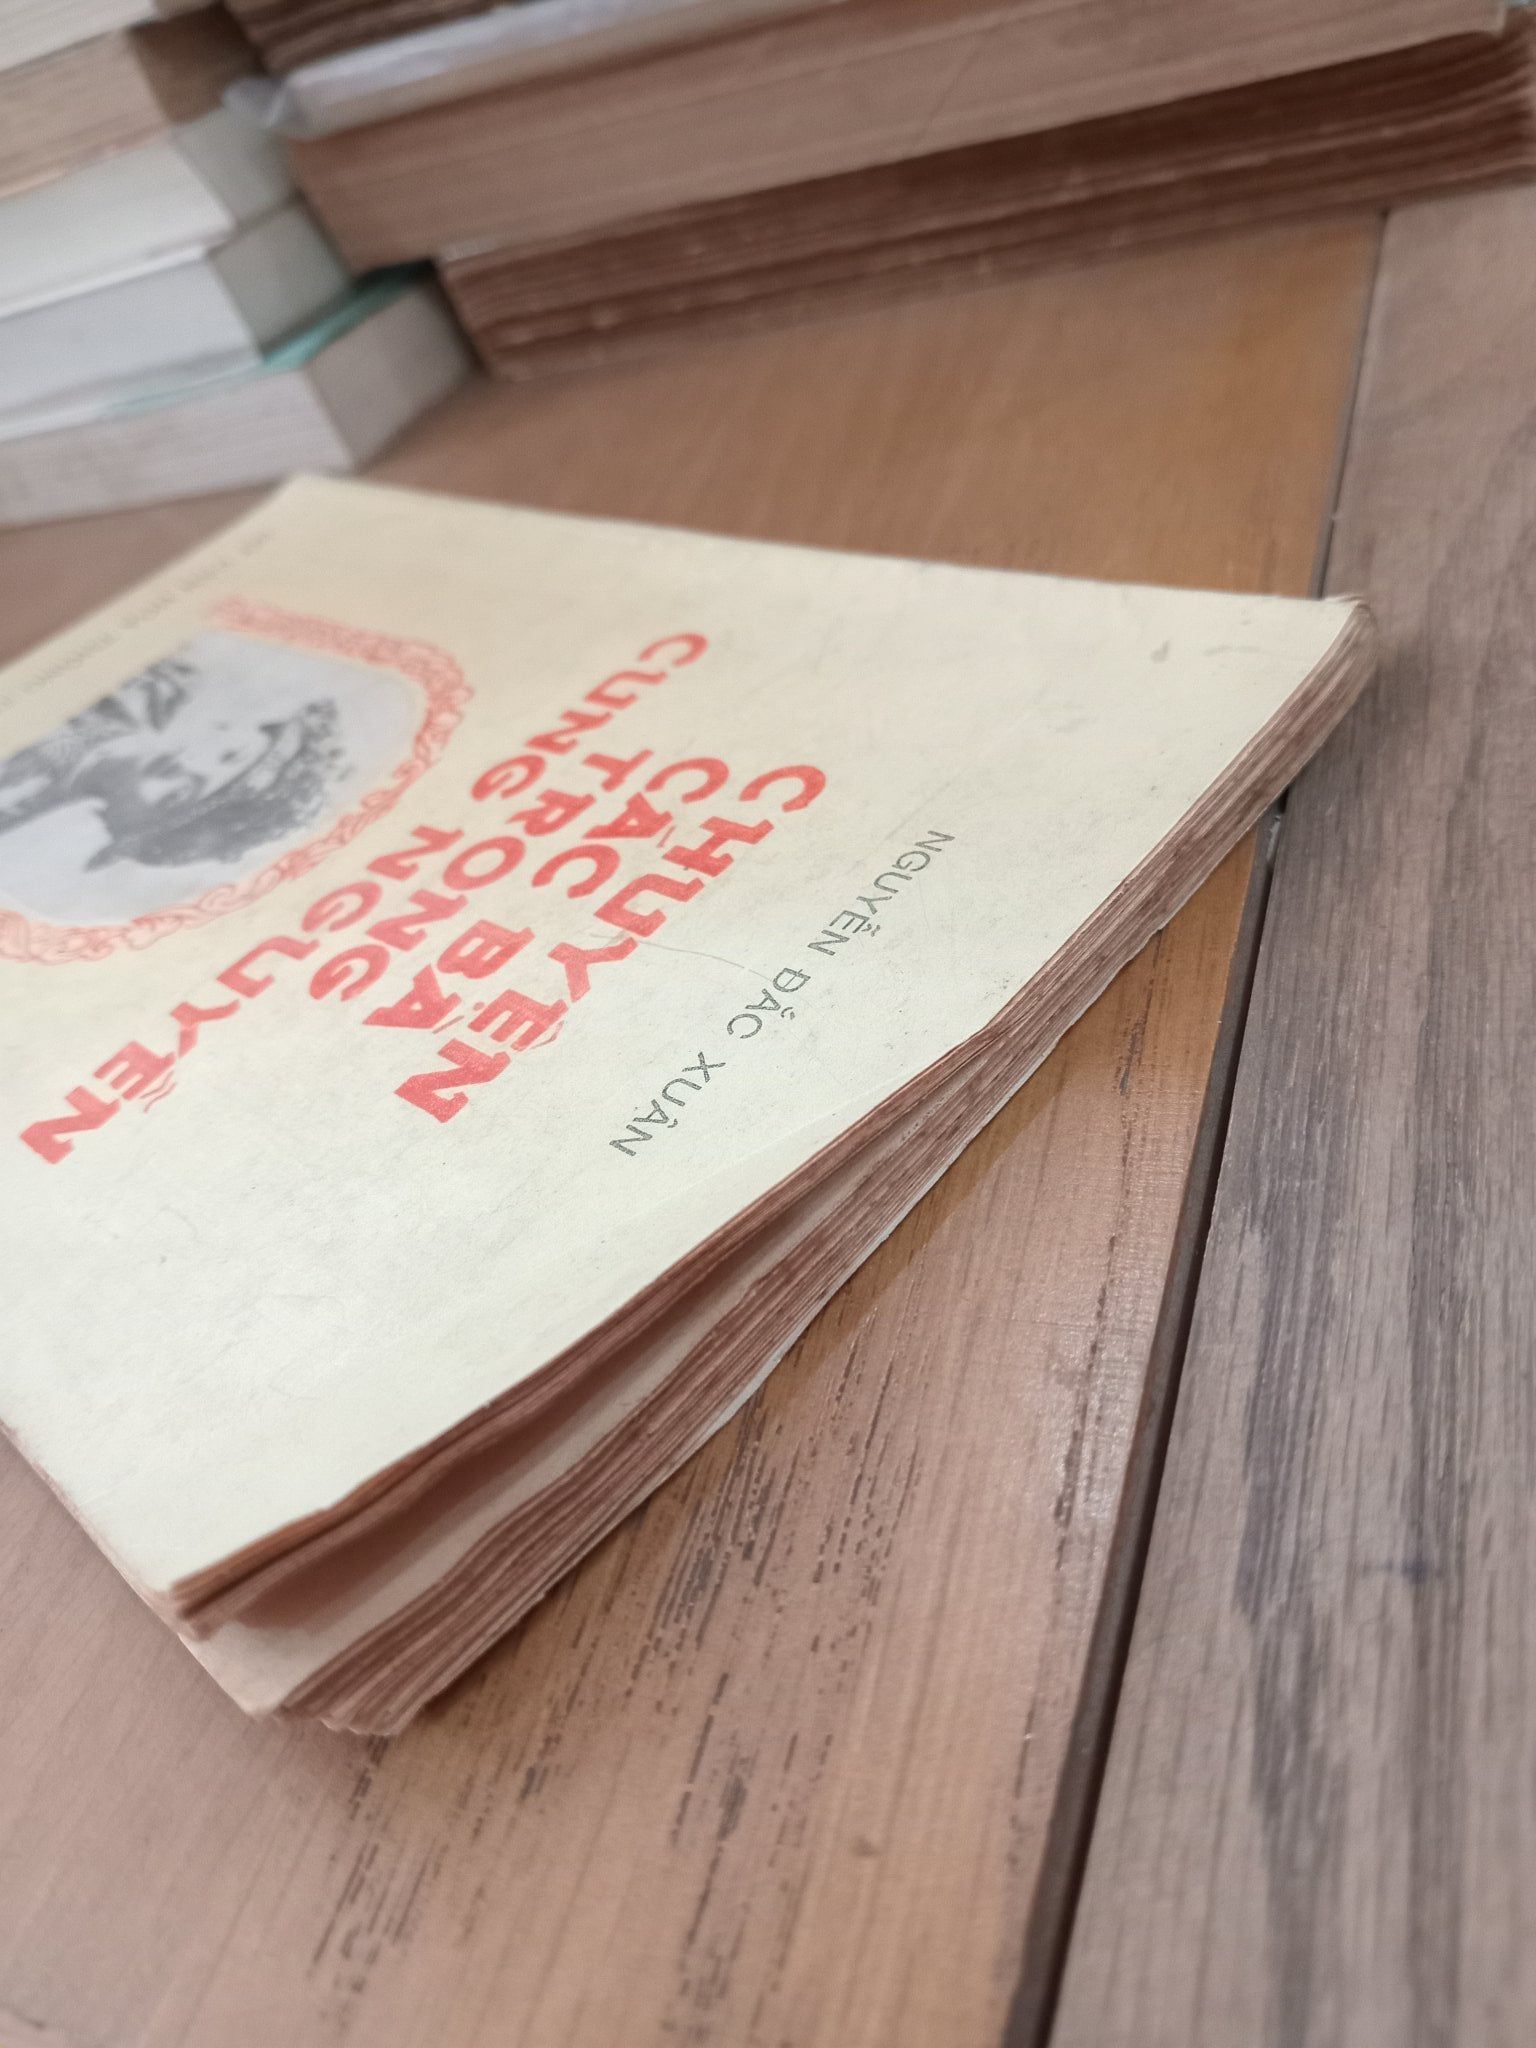 NGUYỄN ĐẮC XUÂN
CHUYỆN
CÁC BÀ
TRONG
CUNG NGUYỄN